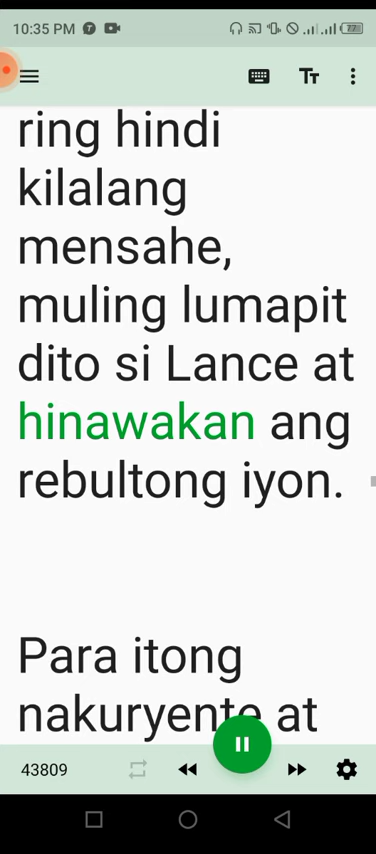 10:35 PM
77
ring hindi
kilalang
mensahe,
muling lumapit
dito si Lance at
hinawakan ang
rebultong iyon.
Para itong
nakuryente at
43809